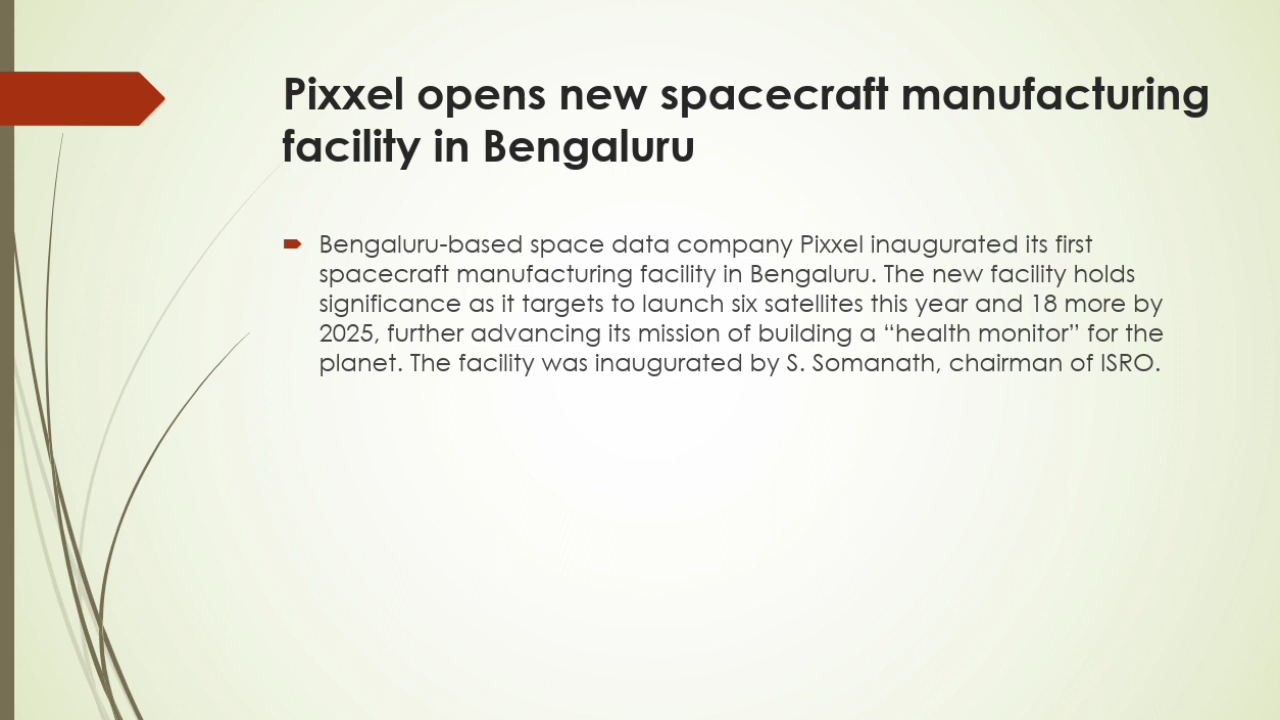 Pixxel opens new spacecraft manufacturing
facility in Bengaluru
Bengaluru-based space data company Pixxel inaugurated its first
spacecraft manufacturing facility in Bengaluru. The new facility holds
significance as it targets to launch six satellites this year and 18 more by
2025, further advancing its mission of building a “health monitor” for the
planet. The facility was inaugurated by S. Somanath, chairman of ISRO.